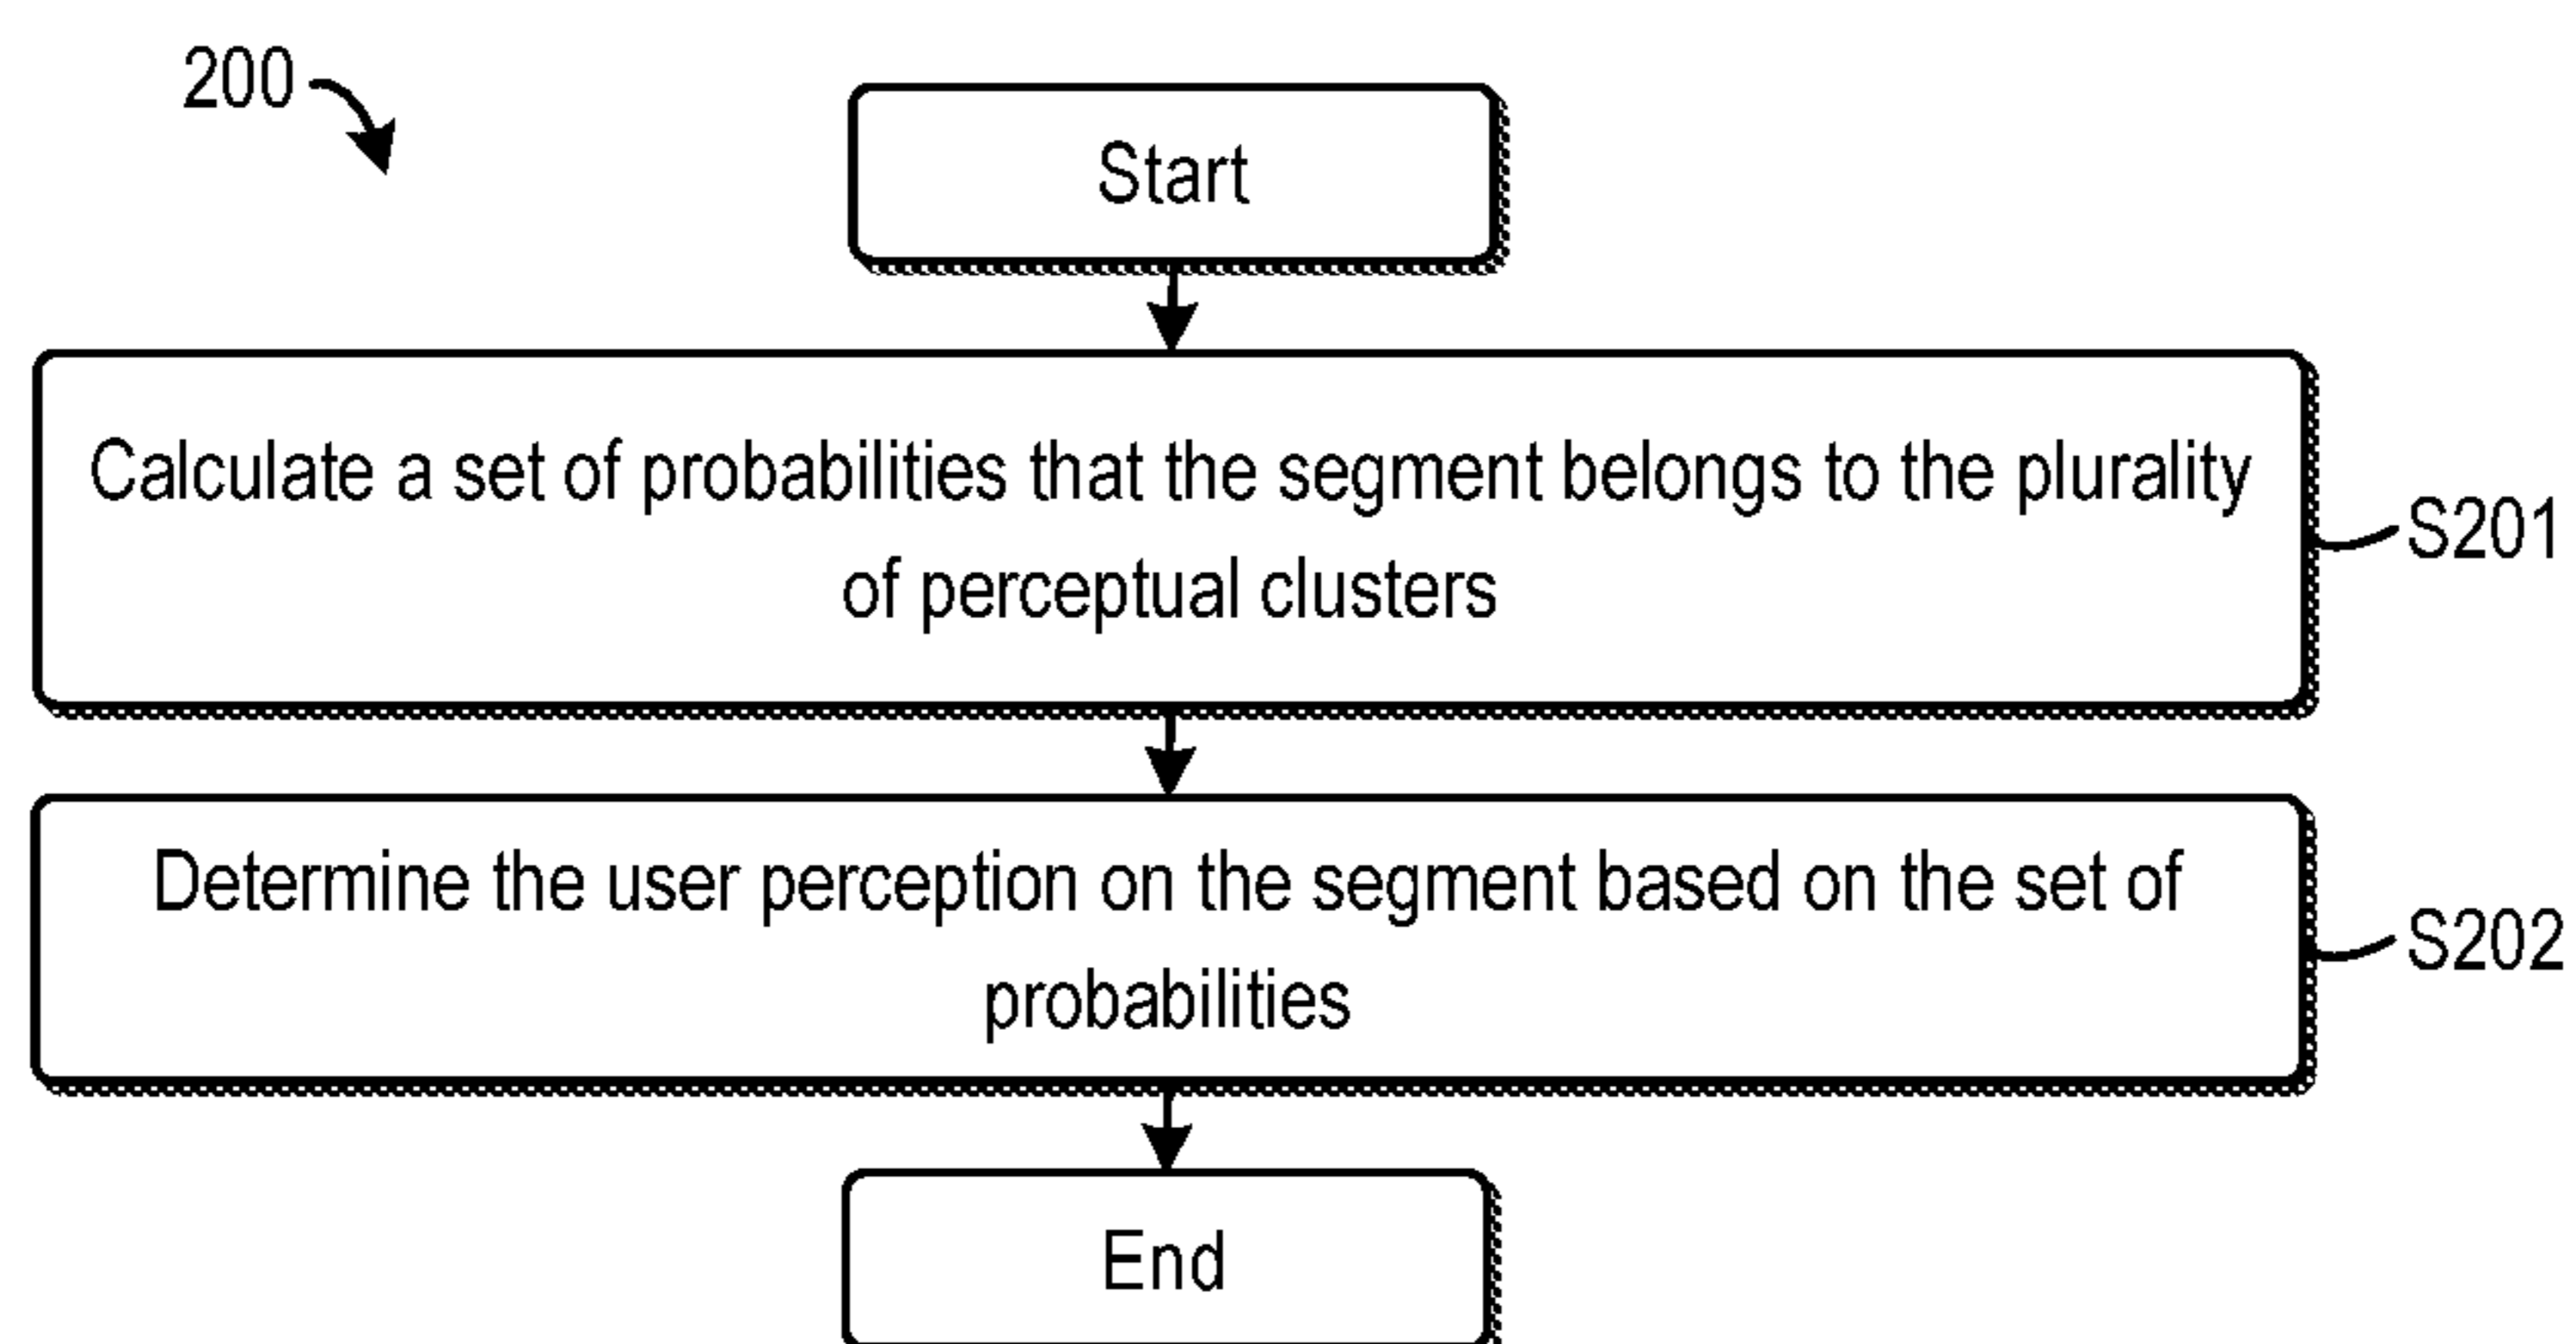 200
Start
Calculate a set of probabilities that the segment belongs to the plurality
of perceptual clusters
S201
Determine the user perception on the segment based on the set of
probabilities
S202
End